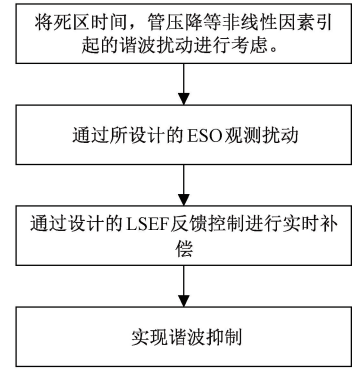 将死区时间，管压降等非线性因素引
起的谐波扰动进行考虑。
通过所设计的ESO观测扰动
通过设计的LSEF反馈控制进行实时补
偿
实现谐波抑制